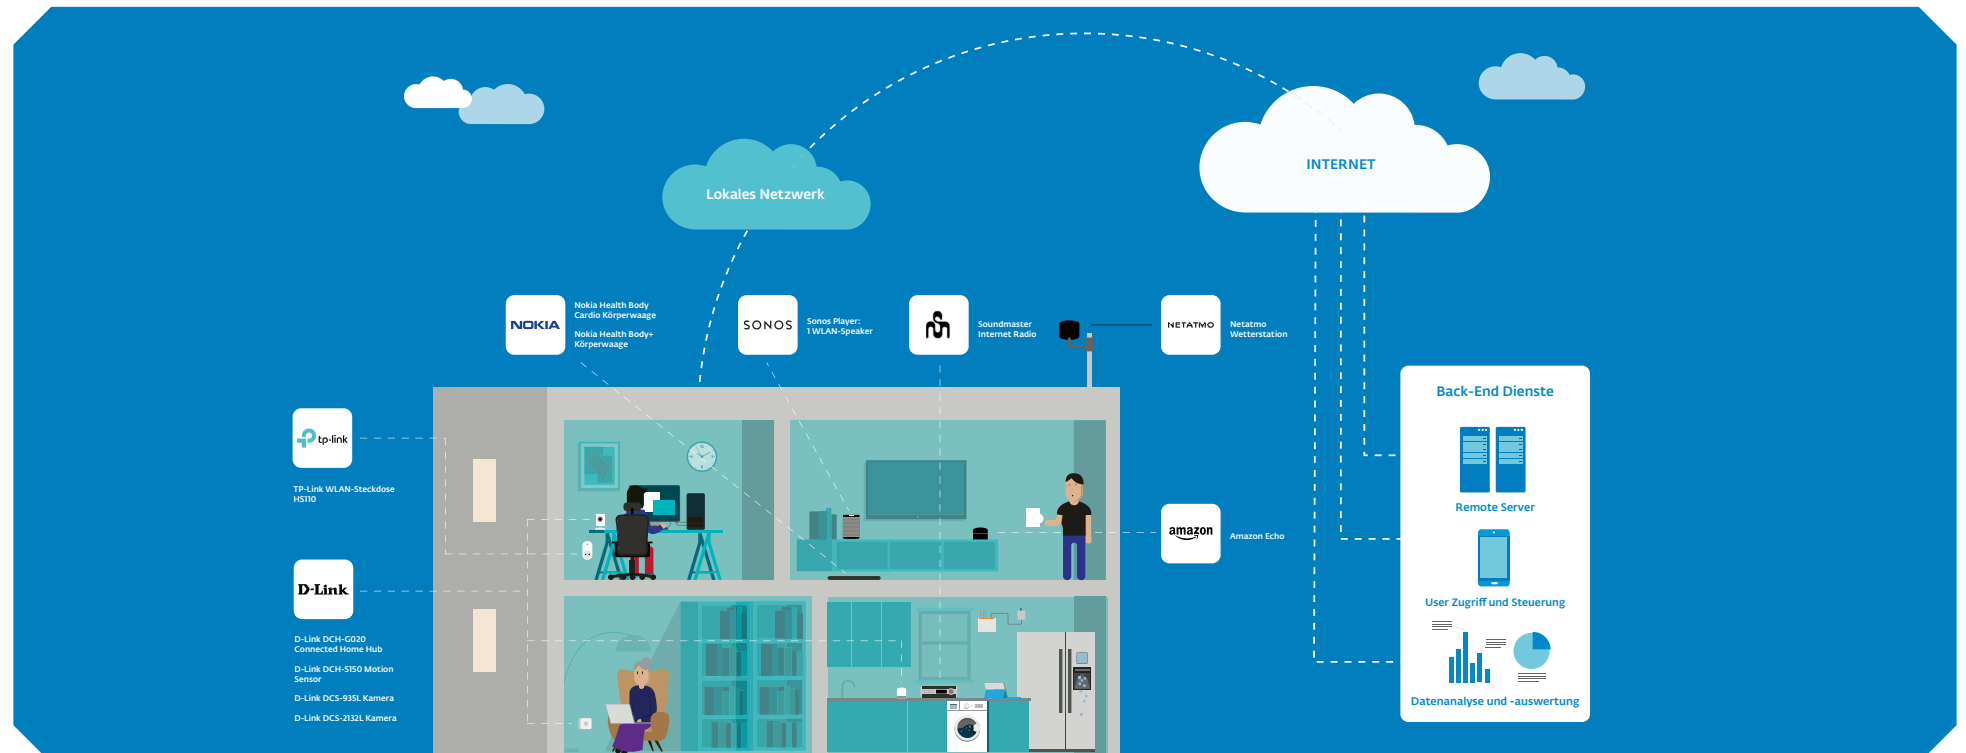 INTERNET
Lokales Netzwerk
NOKIA
Nokia Health Body
Cardio Körperwaage
Nokia Health Body+
Körperwaage
SONOS
Sonos Player:
1 WLAN-Speaker
Soundmaster
Internet Radio
NETATMO
Netatmo
Wetterstation
tp-link
TP-Link WLAN-Steckdose
HS110
amazon
Amazon Echo
D-Link
D-Link DCH-G020
Connected Home Hub
D-Link DCH-S150 Motion
Sensor
D-Link DCS-935L Kamera
D-Link DCS-2132L Kamera
Back-End Dienste
Remote Server
User Zugriff und Steuerung
Datenanalyse und -auswertung